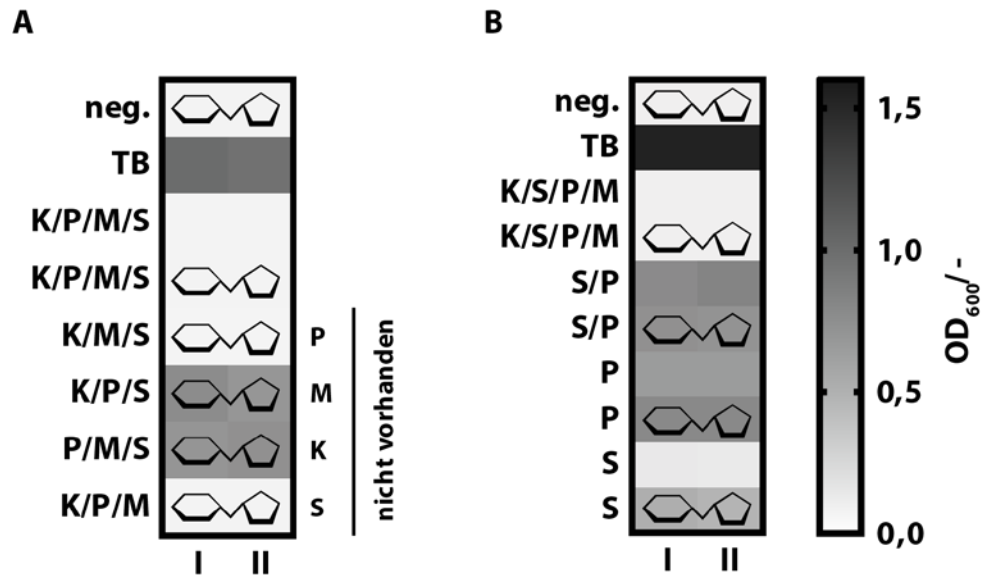 A
neg.
TB
K/P/M/S
K/P/M/S
K/M/S P
K/P/S M
P/M/S K
K/P/M S
nicht vorhanden
I II
B
neg.
TB
K/S/P/M
K/S/P/M
S/P
S/P
P
P
S
S
I II
1,5
1,0
0,5
0,0
OD600/-